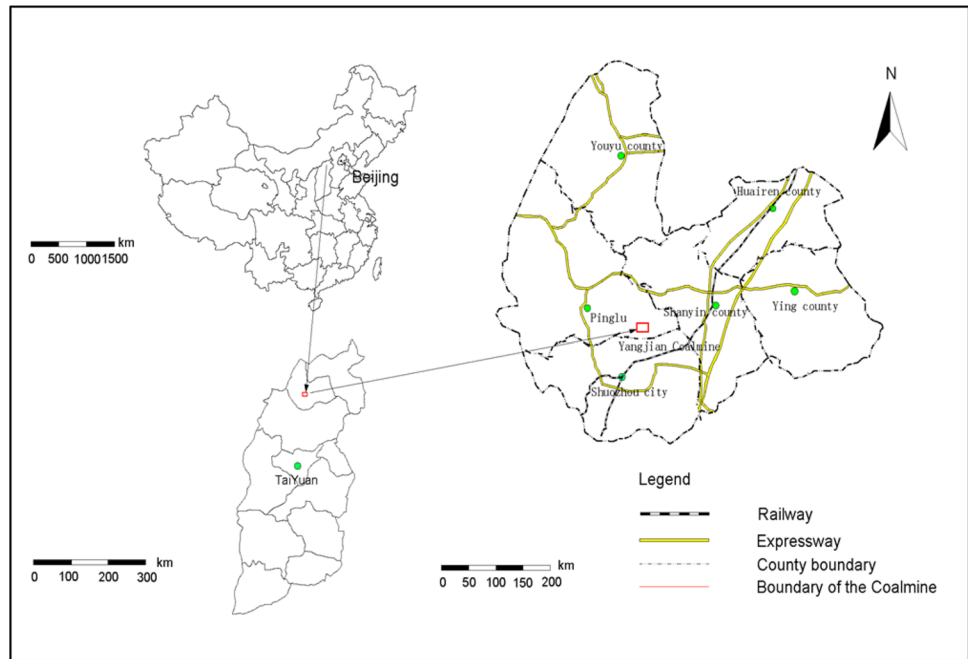 Beijing
km
0 500 1000 1500
TaiYuan
km
0 100 200 300
N
Youyu county
Huairen county
Pinglu
Shanyin county
Ying county
Yangjian Coalmine
Shuozhou city
km
0 50 100 150 200
Legend
Railway
Expressway
County boundary
Boundary of the Coalmine